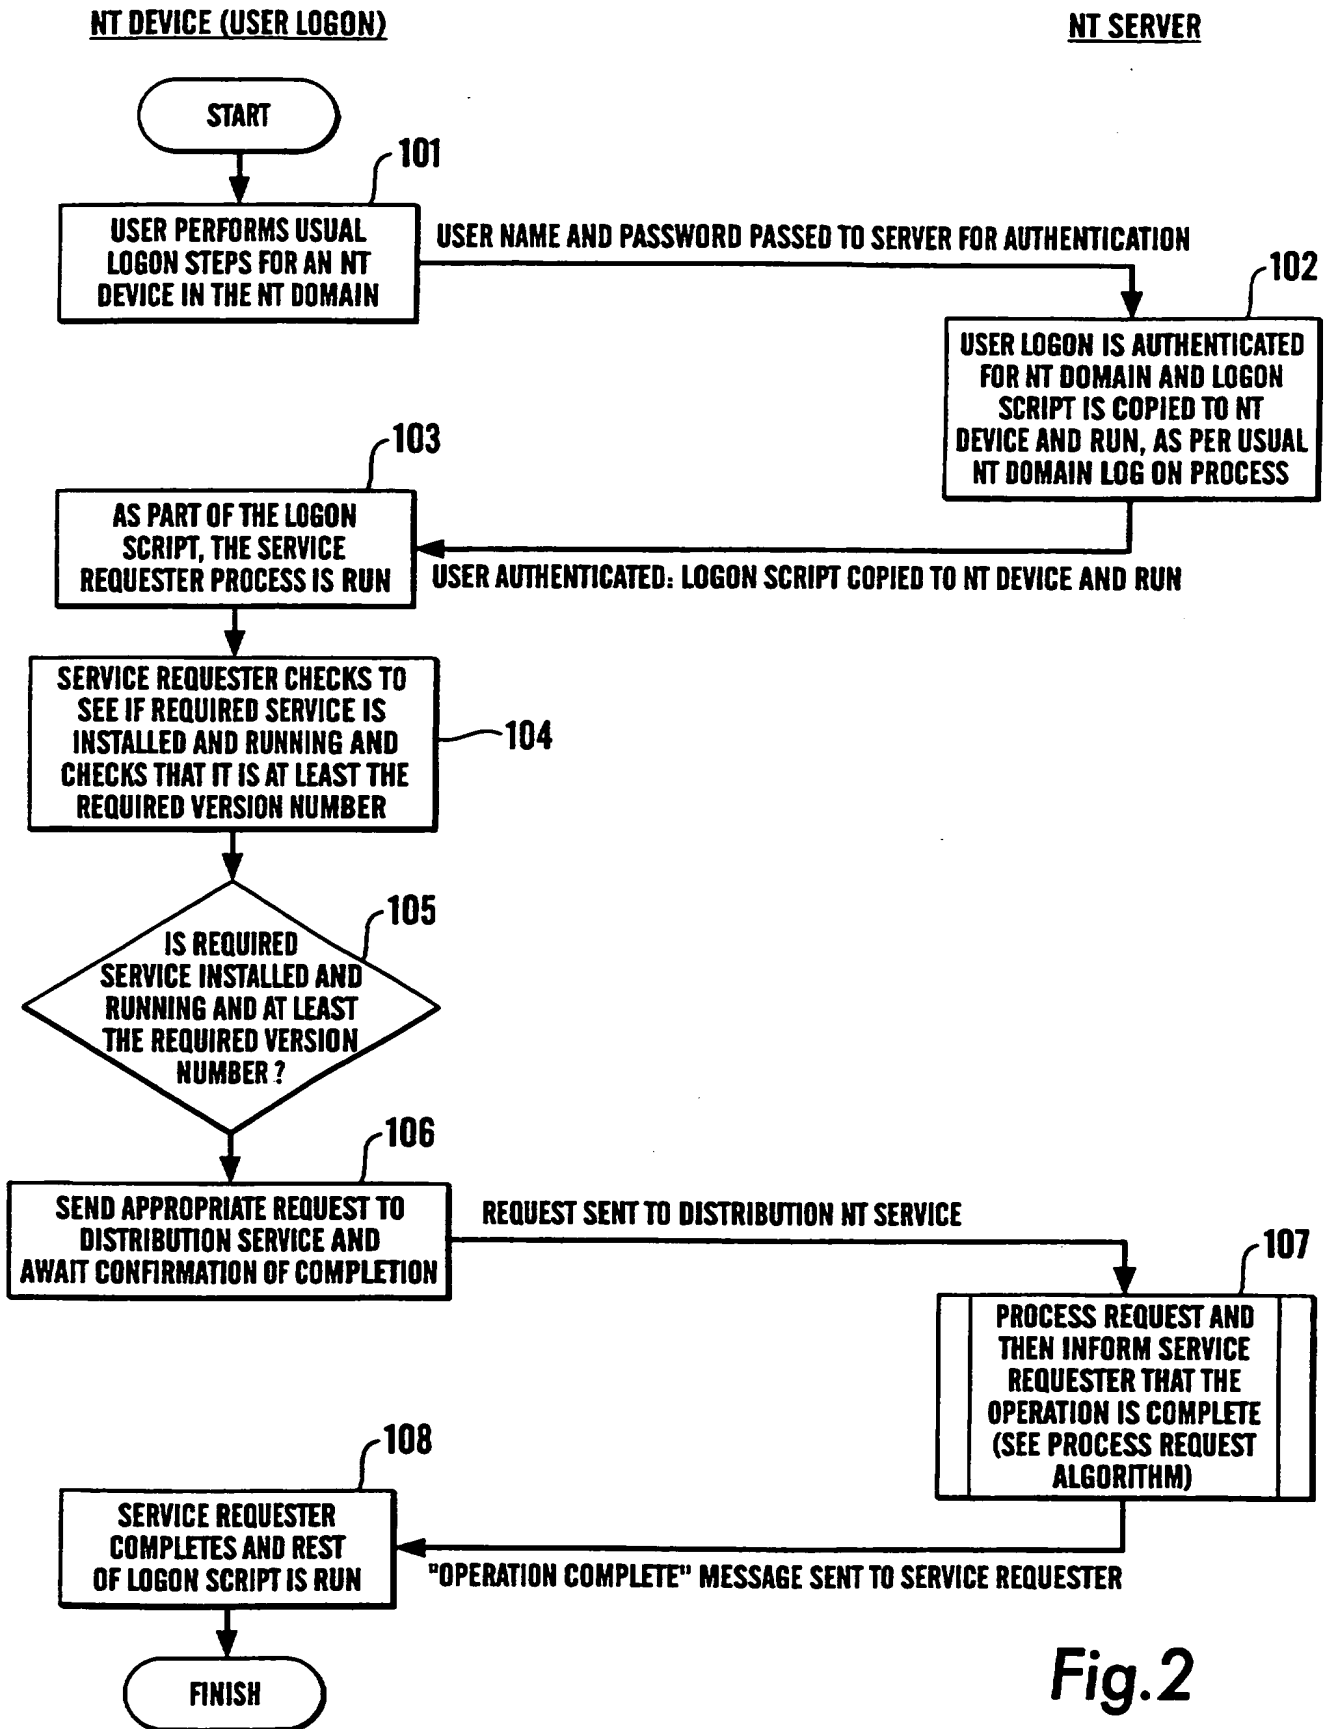 NT DEVICE (USER LOGON)
NT SERVER
START
101
USER PERFORMS USUAL
LOGON STEPS FOR AN NT
DEVICE IN THE NT DOMAIN
USER NAME AND PASSWORD PASSED TO SERVER FOR AUTHENTICATION
102
USER LOGON IS AUTHENTICATED
FOR NT DOMAIN AND LOGON
SCRIPT IS COPIED TO NT
DEVICE AND RUN, AS PER USUAL
NT DOMAIN LOG ON PROCESS
103
AS PART OF THE LOGON
SCRIPT, THE SERVICE
REQUESTER PROCESS IS RUN
USER AUTHENTICATED: LOGON SCRIPT COPIED TO NT DEVICE AND RUN
SERVICE REQUESTER CHECKS TO
SEE IF REQUIRED SERVICE IS
INSTALLED AND RUNNING AND
CHECKS THAT IT IS AT LEAST THE
REQUIRED VERSION NUMBER
104
105
IS REQUIRED
SERVICE INSTALLED AND
RUNNING AND AT LEAST
THE REQUIRED VERSION
NUMBER ?
106
SEND APPROPRIATE REQUEST TO
DISTRIBUTION SERVICE AND
AWAIT CONFIRMATION OF COMPLETION
REQUEST SENT TO DISTRIBUTION NT SERVICE
107
PROCESS REQUEST AND
THEN INFORM SERVICE
REQUESTER THAT THE
OPERATION IS COMPLETE
(SEE PROCESS REQUEST
ALGORITHM)
108
SERVICE REQUESTER
COMPLETES AND REST
OF LOGON SCRIPT IS RUN
"OPERATION COMPLETE" MESSAGE SENT TO SERVICE REQUESTER
FINISH
Fig.2